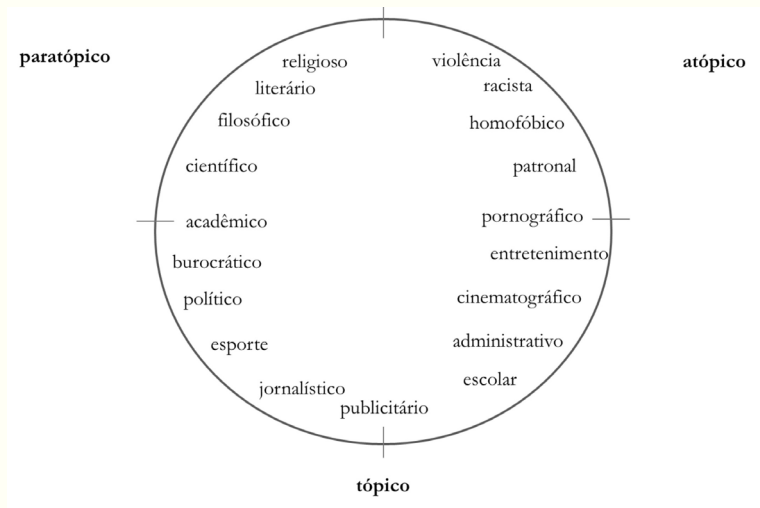 paratópico
atópico
religioso
literário
filosófico
científico
acadêmico
burocrático
político
esporte
jornalístico
publicitário
violência
racista
homofóbico
patronal
pornográfico
entretenimento
cinematográfico
administrativo
escolar
tópico